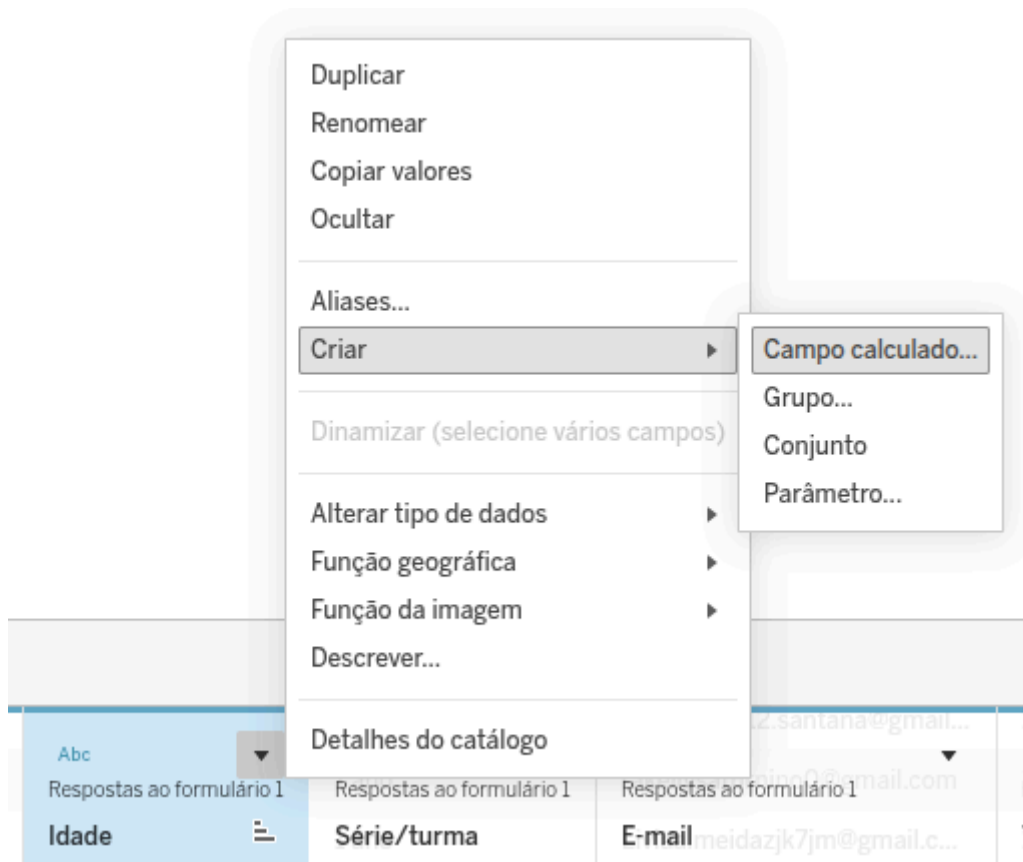 Duplicar
Renomear
Copiar valores
Ocultar
Aliases...
Criar
Campo calculado...
Grupo...
Conjunto
Parâmetro...
Dinamizar (selecione vários campos)
Alterar tipo de dados
Função geográfica
Função da imagem
Descrever...
Detalhes do catálogo
Abc
Respostas ao formulário 1
Idade
Respostas ao formulário 1
Série/turma
Respostas ao formulário 1
E-mail